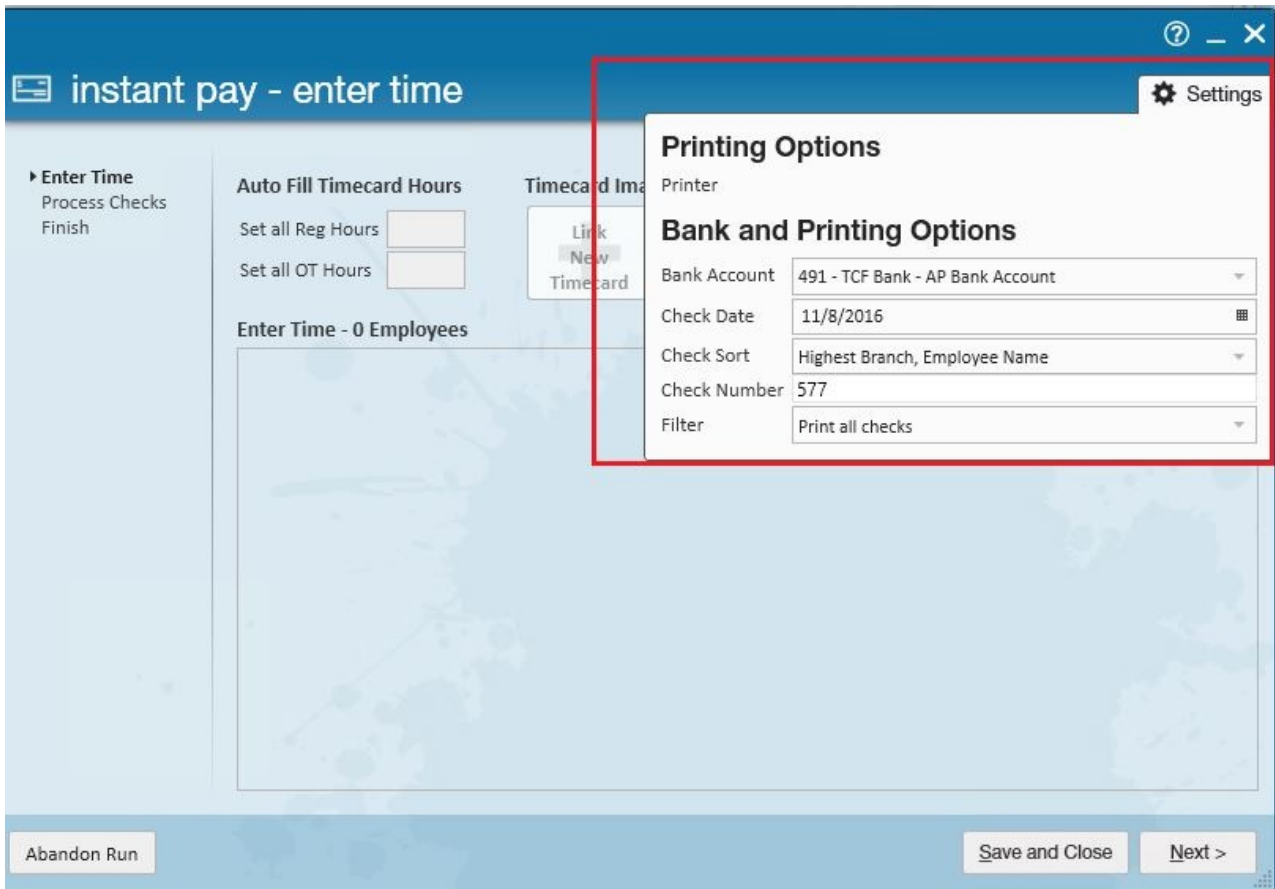 instant pay - enter time
Settings
Enter Time
Process Checks
Finish
Auto Fill Timecard Hours
Set all Reg Hours
Set all OT Hours
Timecard Ima
Link
New
Timecard
Enter Time - 0 Employees
Printing Options
Printer
Bank and Printing Options
Bank Account 491 - TCF Bank - AP Bank Account
Check Date 11/8/2016
Check Sort Highest Branch, Employee Name
Check Number 577
Filter Print all checks
Abandon Run
Save and Close
Next >